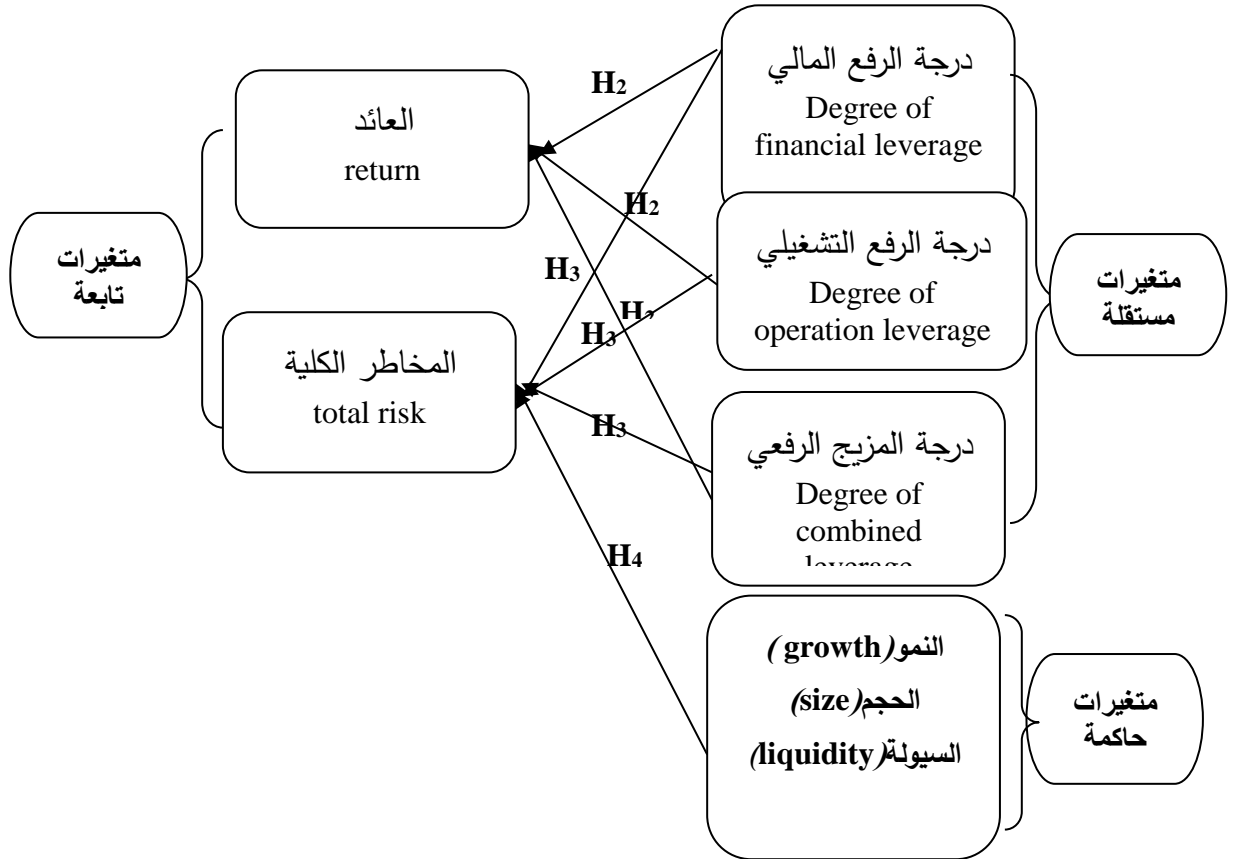 درجة الرفع المالي
Degree of
financial leverage
H2
العائد
return
H2
درجة الرفع التشغيلي
Degree of
operation leverage
متغيرات
مستقلة
متغيرات
تابعة
H3
H3
المخاطر الكلية
total risk
H3
درجة المزيج الرفعي
Degree of
combined
H4
النمو(growth )
الحجم(size)
السيولة(liquidity)
متغيرات
حاكمة